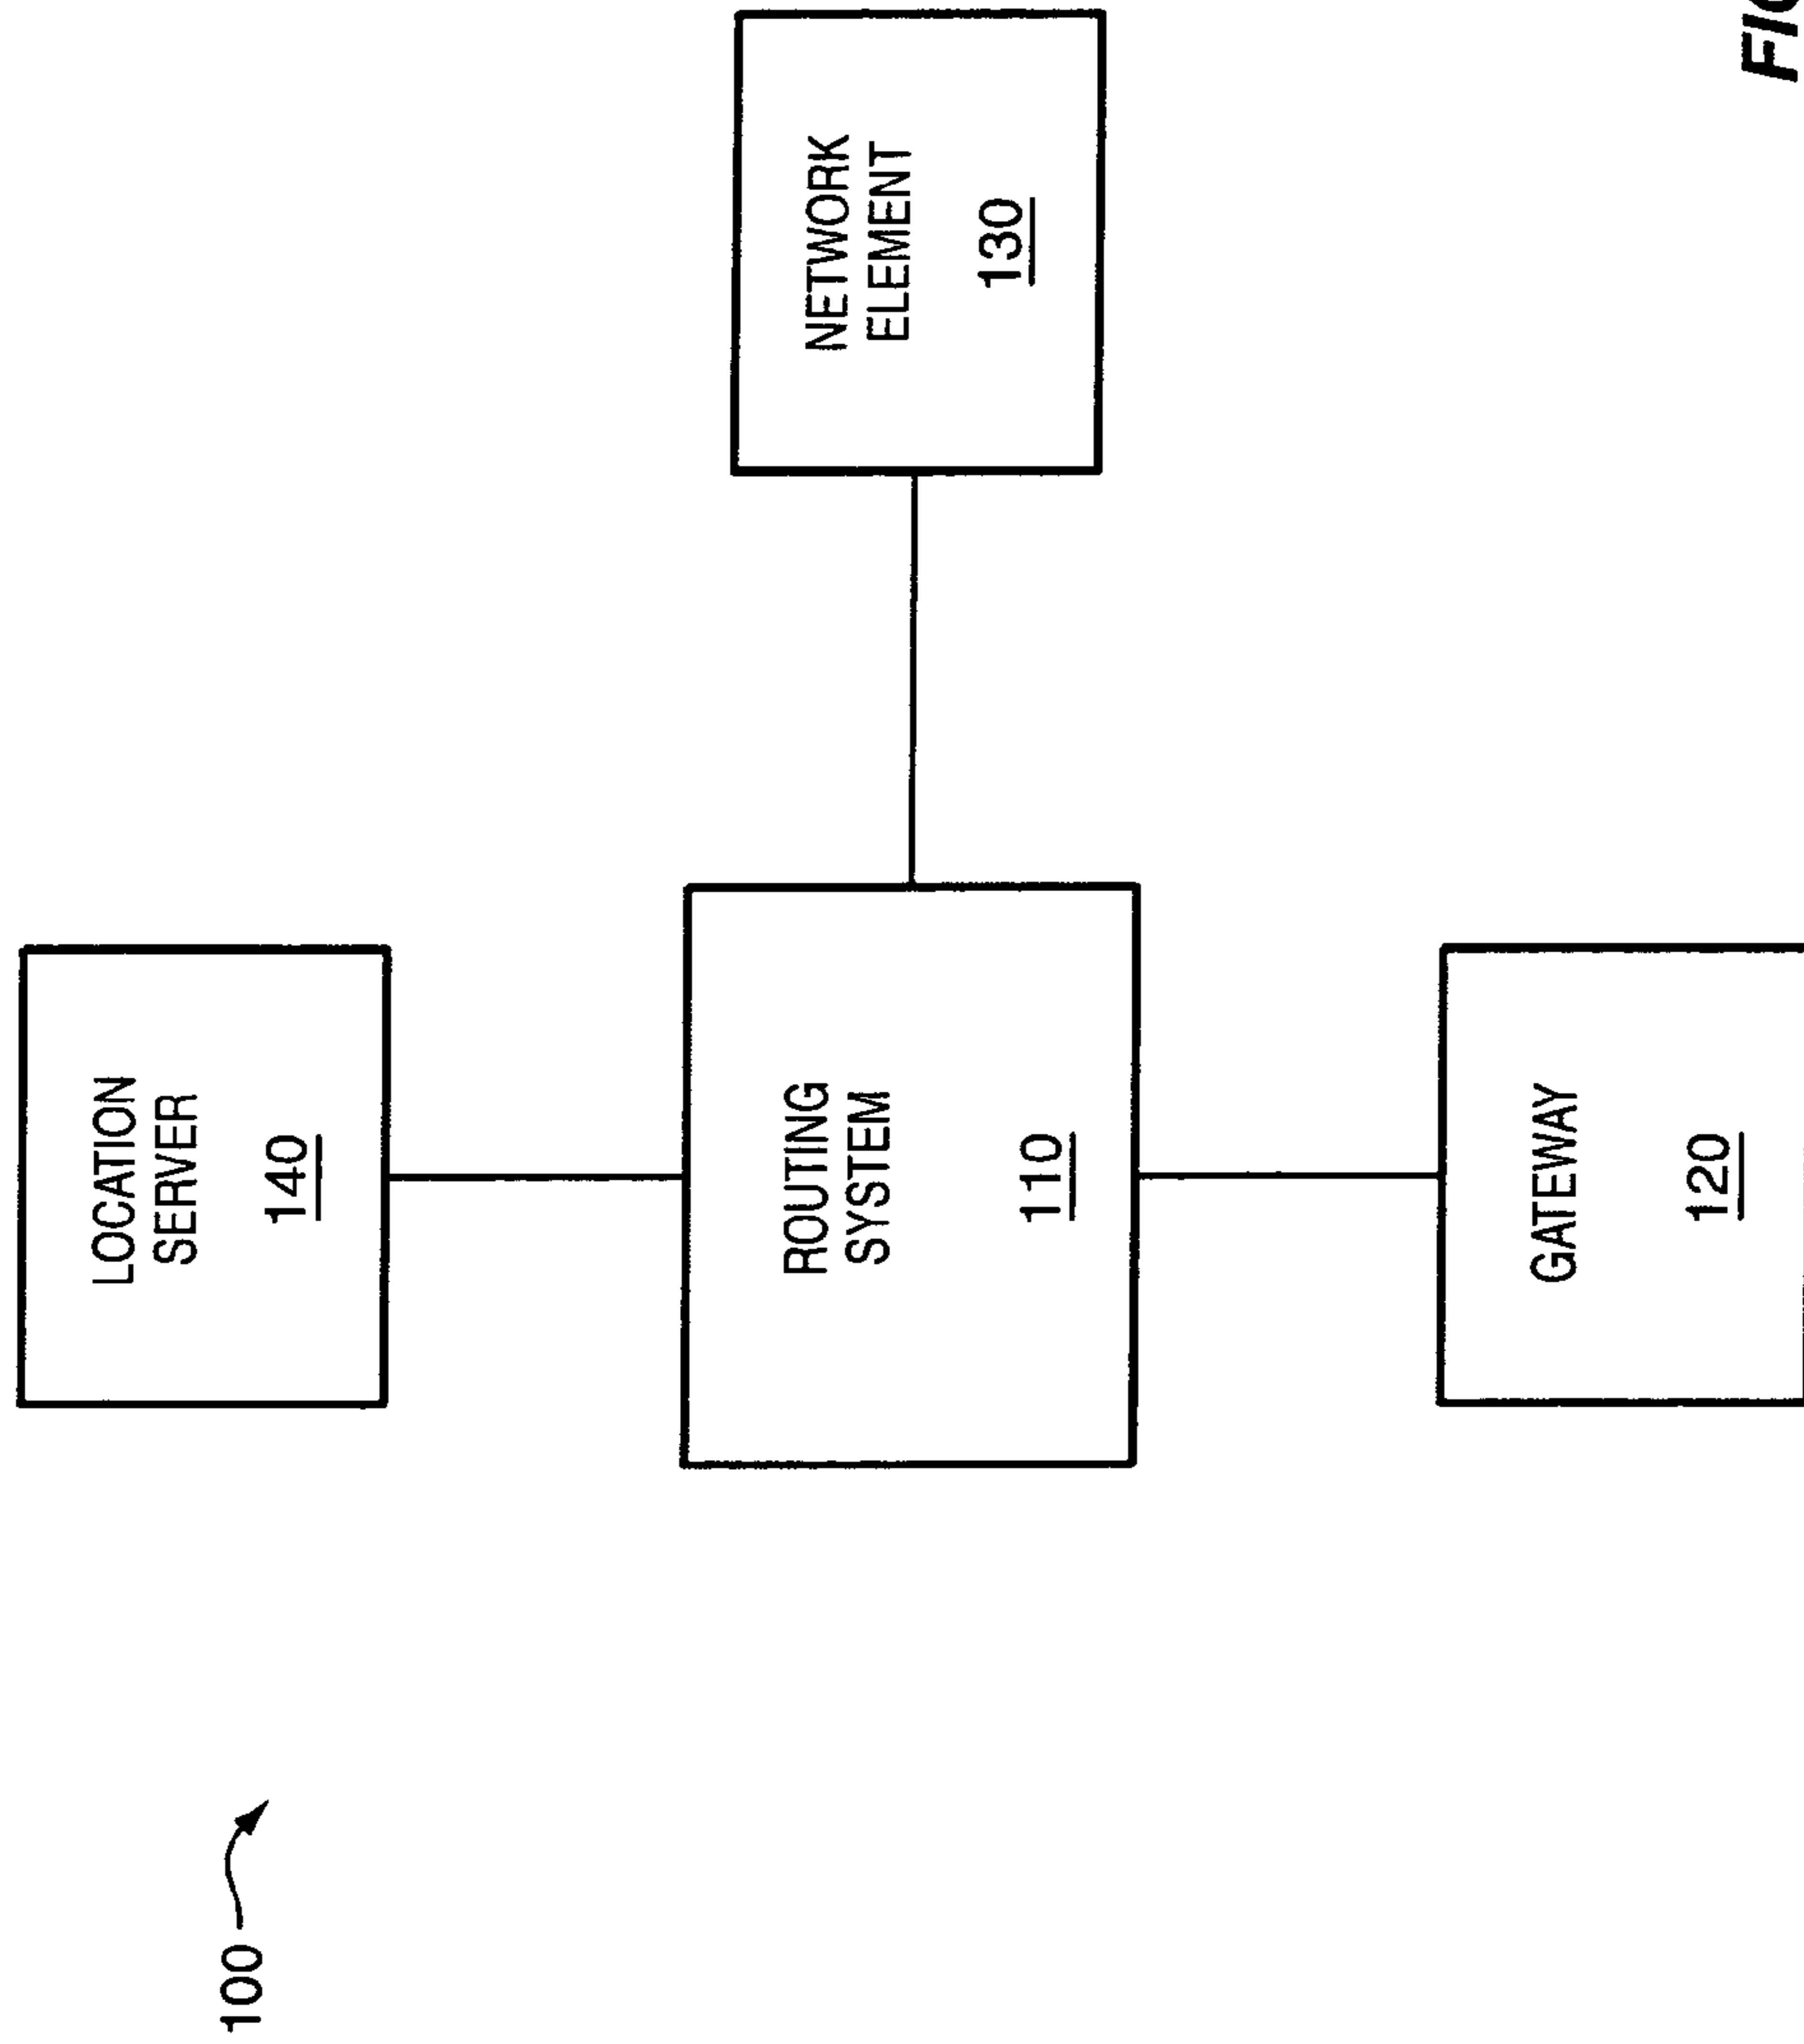 100
LOCATION
SERVER
140
ROUTING
SYSTEM
110
NETWORK
ELEMENT
130
GATEWAY
120